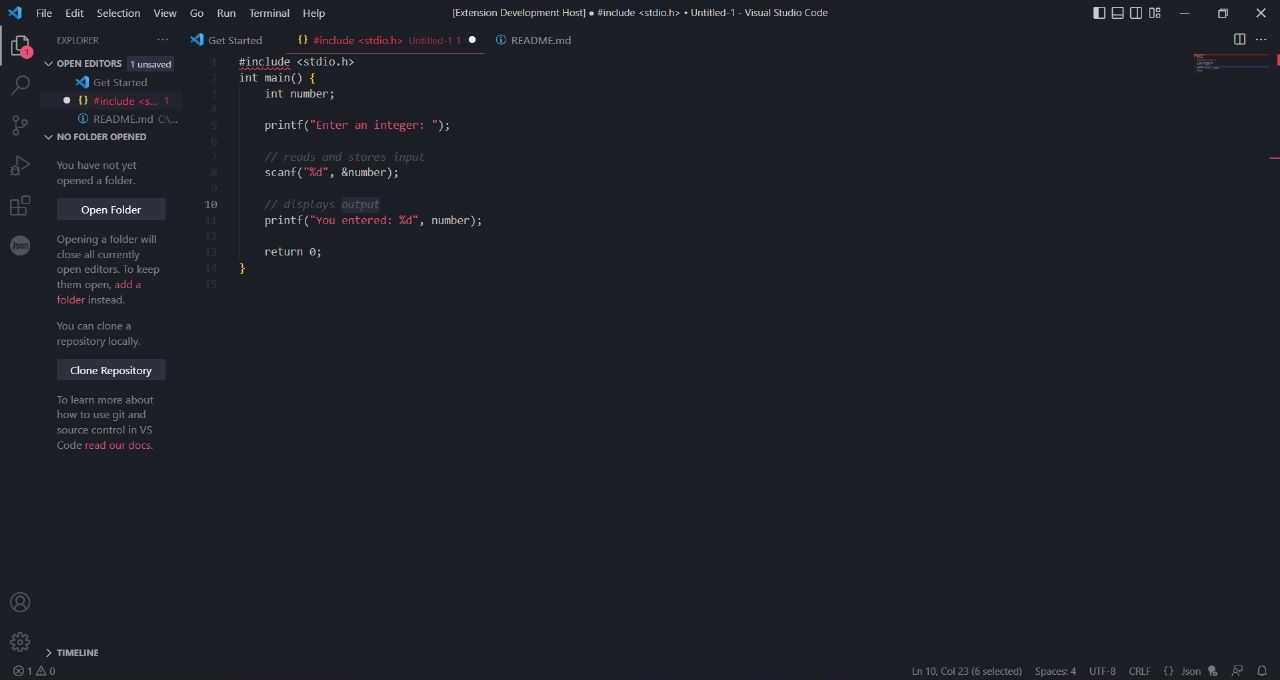 File Edit Selection View Go Run Terminal Help
[Extension Development Host] ● #include <stdio.h> • Untitled-1 - Visual Studio Code
EXPLORER ···
1
OPEN EDITORS 1 unsaved
Get Started
{} #include <s... 1
README.md C:\...
NO FOLDER OPENED
You have not yet
opened a folder.
Open Folder
Opening a folder will
close all currently
open editors. To keep
them open, add a
folder instead.
You can clone a
repository locally.
Clone Repository
To learn more about
how to use git and
source control in VS
Code read our docs.
TIMELINE
Json
Get Started
{} #include <stdio.h> Untitled-1 1 ●
README.md
1 #include <stdio.h>
2 int main() {
3 int number;
4
5 printf("Enter an integer: ");
6
7 // reads and stores input
8 scanf("%d", &number);
9
10 // displays output
11 printf("You entered: %d", number);
12
13 return 0;
14 }
15
1 0
Ln 10, Col 23 (6 selected) Spaces: 4 UTF-8 CRLF {} Json